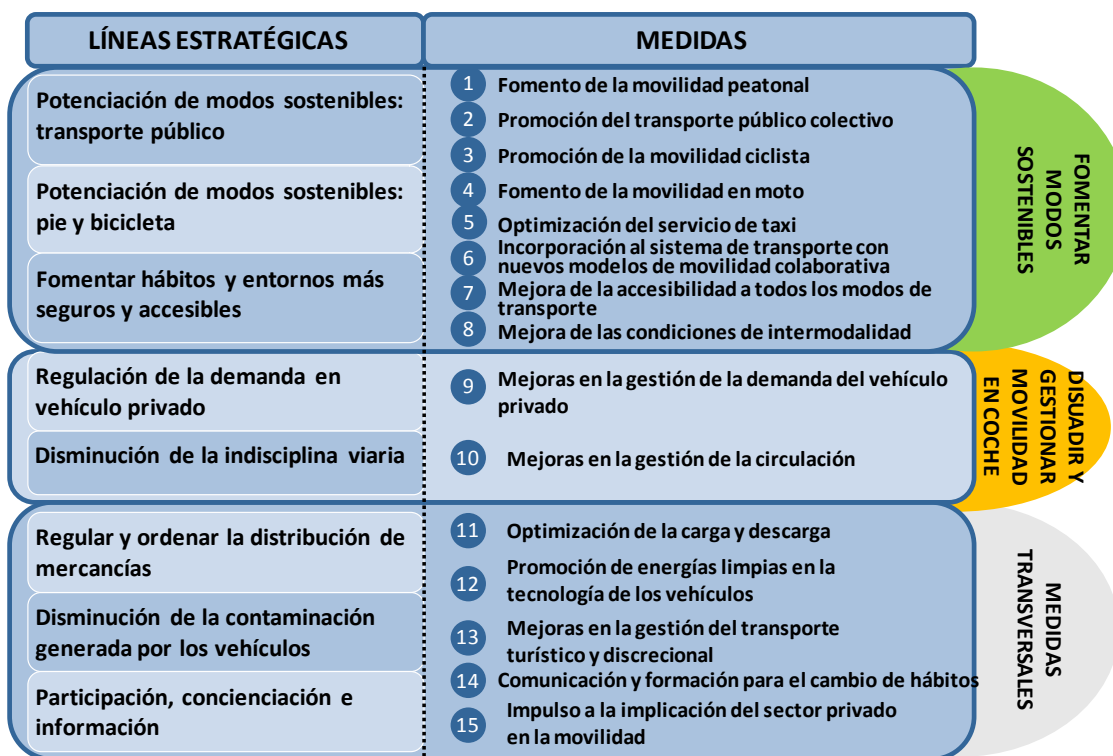 LÍNEAS ESTRATÉGICAS
MEDIDAS
Potenciación de modos sostenibles:
transporte público
Potenciación de modos sostenibles:
pie y bicicleta
Fomentar hábitos y entornos más
seguros y accesibles
1 Fomento de la movilidad peatonal
2 Promoción del transporte público colectivo
3 Promoción de la movilidad ciclista
4 Fomento de la movilidad en moto
5 Optimización del servicio de taxi
6 Incorporación al sistema de transporte con
nuevos modelos de movilidad colaborativa
7 Mejora de la accesibilidad a todos los modos de
transporte
8 Mejora de las condiciones de intermodalidad
FOMENTAR
MODOS
SOSTENIBLES
Regulación de la demanda en
vehículo privado
Disminución de la indisciplina viaria
9 Mejoras en la gestión de la demanda del vehículo
privado
10 Mejoras en la gestión de la circulación
DISUADIR Y
GESTIONAR
MOVILIDAD
EN COCHE
Regular y ordenar la distribución de
mercancías
Disminución de la contaminación
generada por los vehículos
Participación, concienciación e
información
11 Optimización de la carga y descarga
12 Promoción de energías limpias en la
tecnología de los vehículos
13 Mejoras en la gestión del transporte
turístico y discrecional
14 Comunicación y formación para el cambio de hábitos
15 Impulso a la implicación del sector privado
en la movilidad
MEDIDAS
TRANSVERSALES